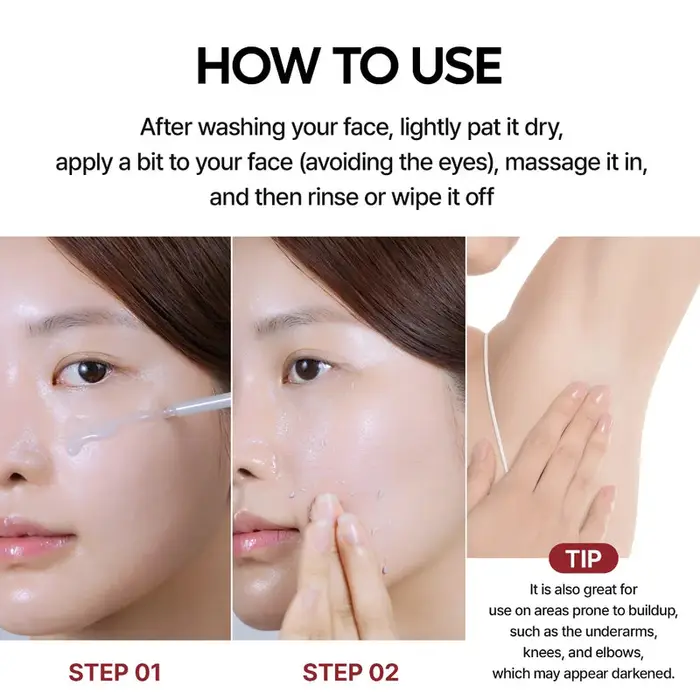 HOW TO USE
After washing your face, lightly pat it dry,
apply a bit to your face (avoiding the eyes), massage it in,
and then rinse or wipe it off
STEP 01
STEP 02
TIP
It is also great for
use on areas prone to buildup,
such as the underarms,
knees, and elbows,
which may appear darkened.